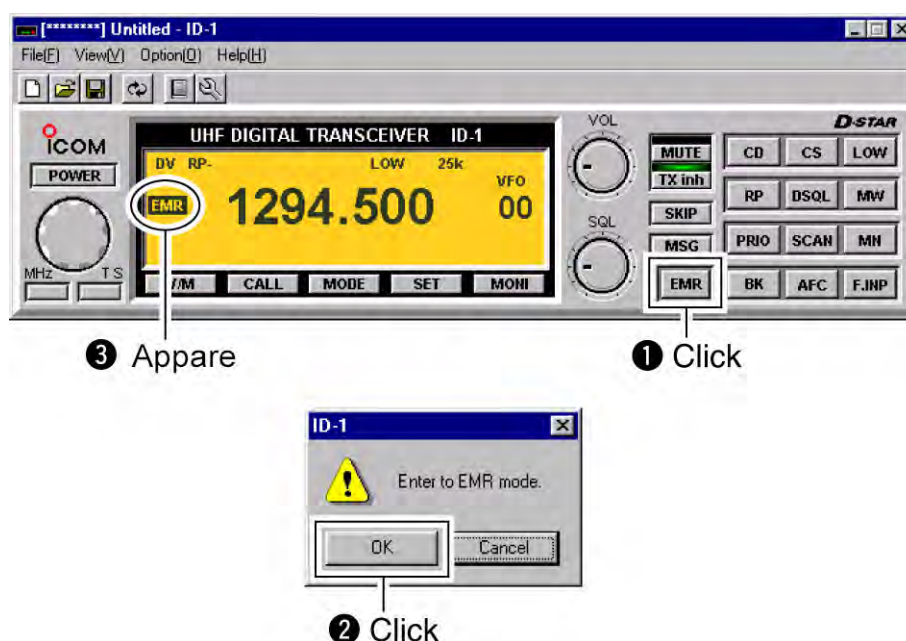 [********] Untitled - ID-1
File(F) View(V) Option(O) Help(H)
ICOM
UHF DIGITAL TRANSCEIVER ID-1
VOL
D-STAR
POWER
DV RP- LOW 25k
EMR
1294.500
VFO
00
MUTE
CD CS LOW
TX inh
RP DSQL MW
SKIP
SQL
MSG
PRIO SCAN MN
MHz T S
/M CALL MODE SET MONI
EMR
BK AFC F.INP
❸ Appare
❶ Click
ID-1
Enter to EMR mode.
OK Cancel
❷ Click